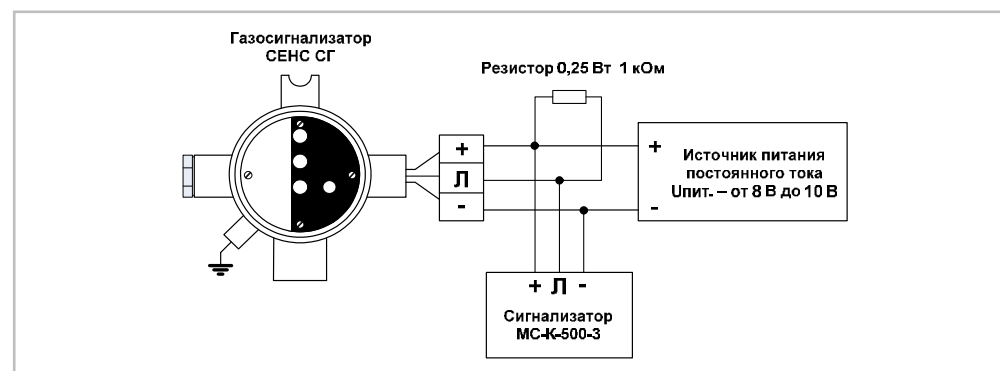 Газосигнализатор
СЕНС СГ
Резистор 0,25 Вт 1 кОм
+
Л
-
+
-
Источник питания
постоянного тока
Uпит. – от 8 В до 10 В
+ Л -
Сигнализатор
МС-К-500-3